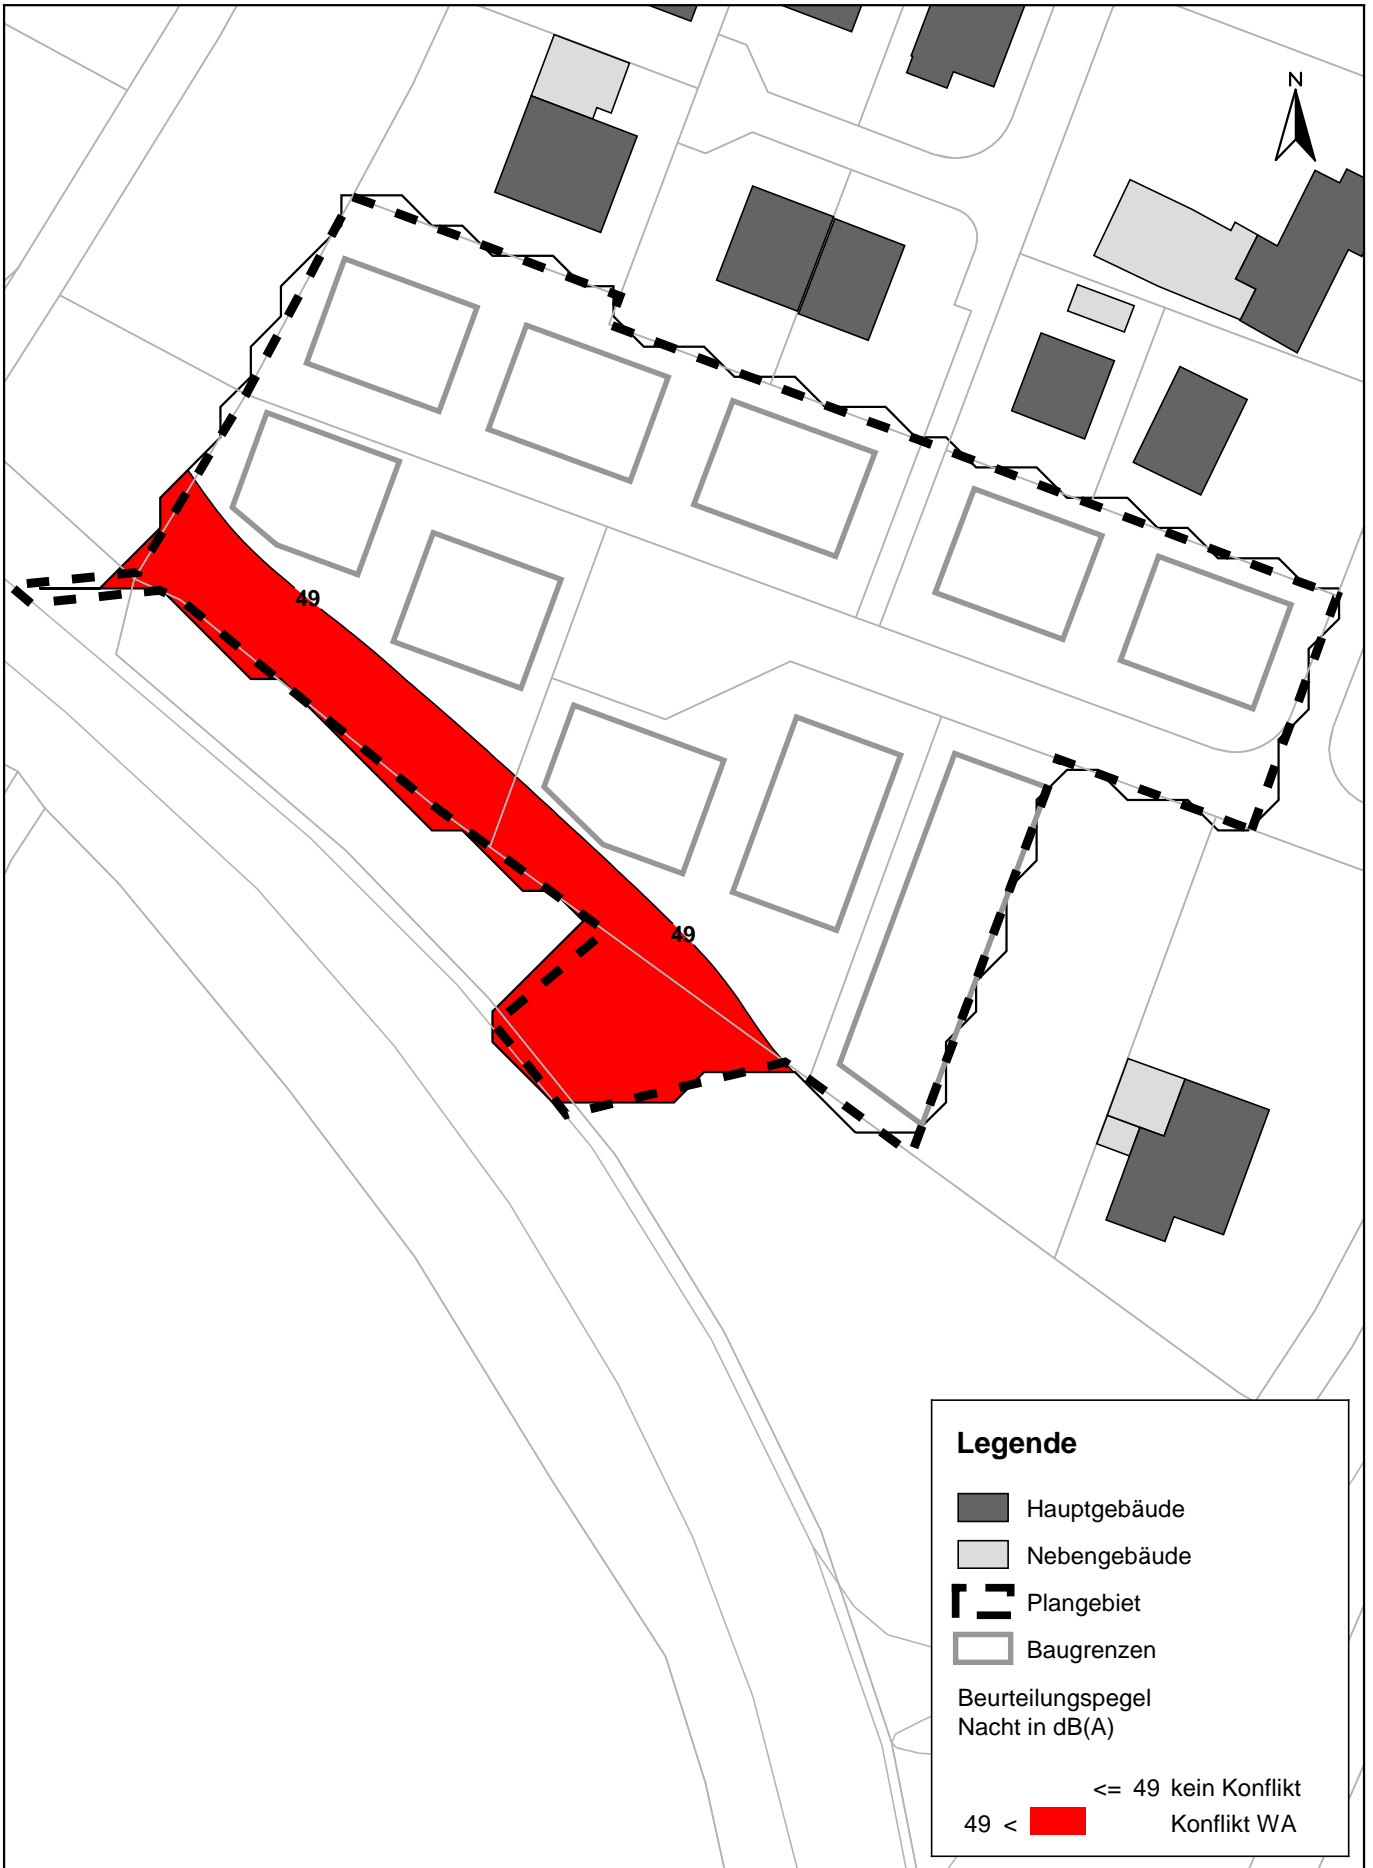 N
49
49
Legende
Hauptgebäude
Nebengebäude
Plangebiet
Baugrenzen
Beurteilungspegel
Nacht in dB(A)
<= 49 kein Konflikt
49 < Konflikt WA